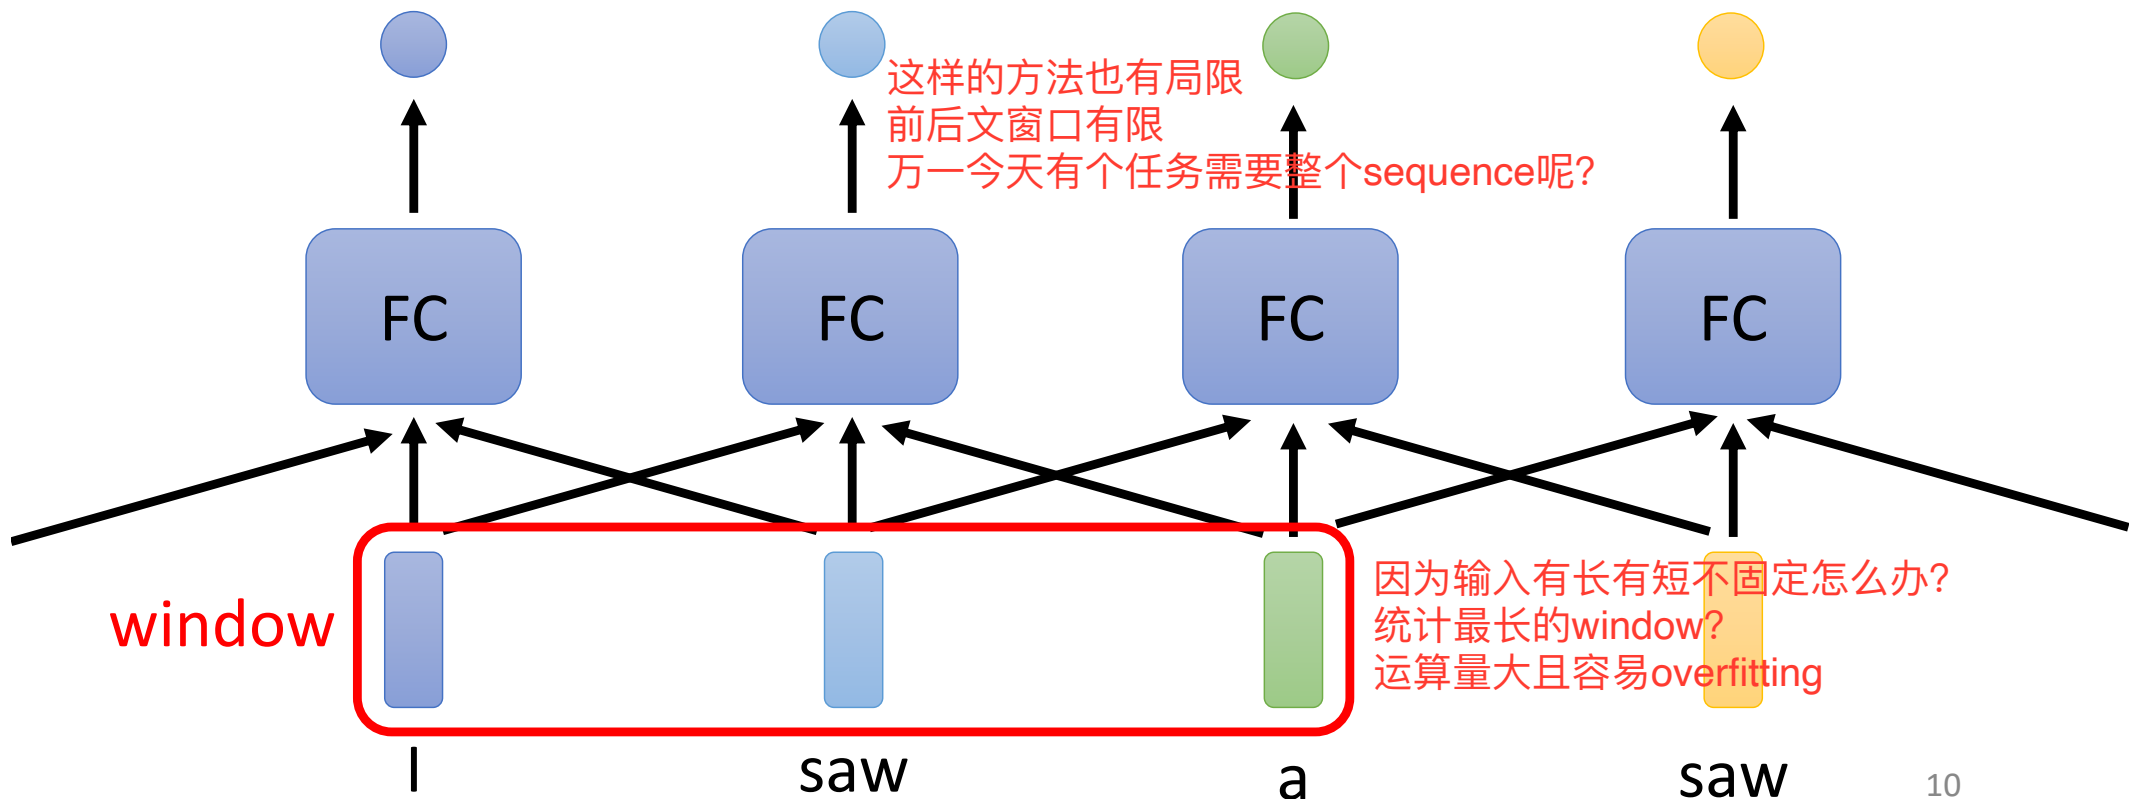 这样的方法也有局限
前后文窗口有限
万一今天有个任务需要整个sequence呢?
FC
FC
FC
FC
window
因为输入有长有短不固定怎么办?
统计最长的window?
运算量大且容易overfitting
I
saw
a
saw
10